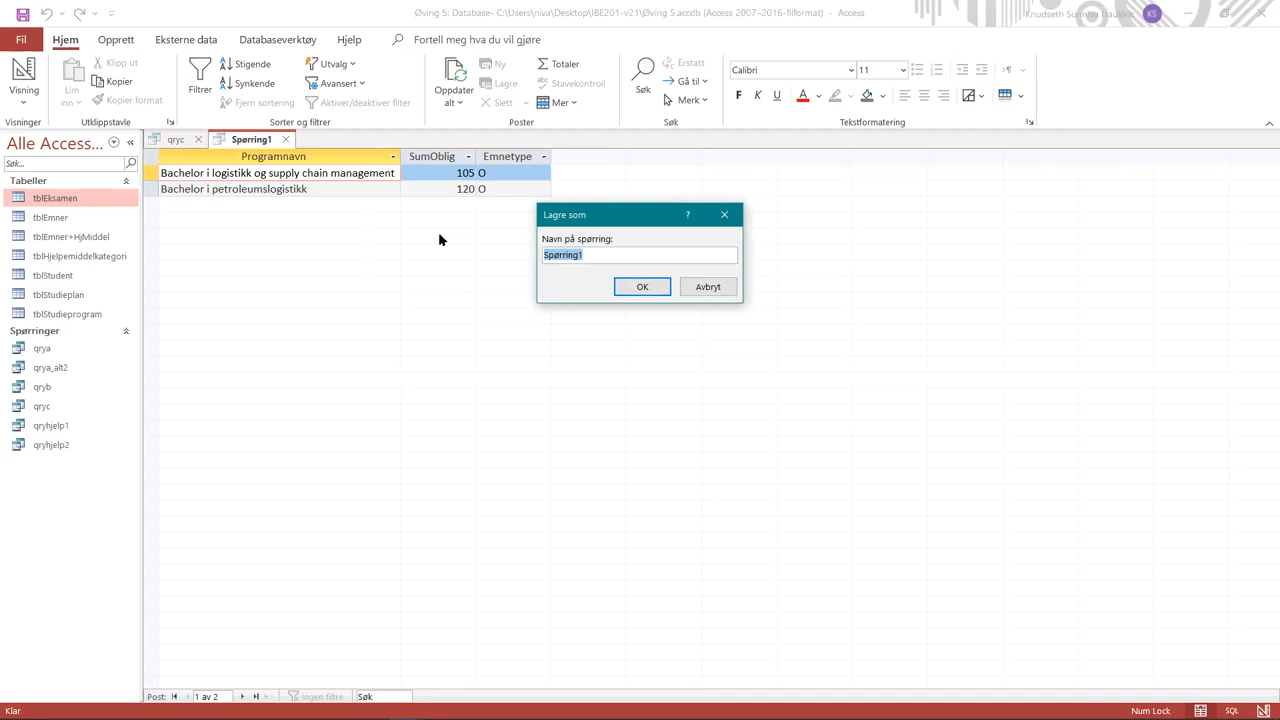 Øving 5: Database- C:\Users\niva\Desktop\IBE201-v21\Øving 5.accdb (Access 2007–2016-filformat) - Access
Knudseth Sunniva Haukvik KS
Fil Hjem Opprett Eksterne data Databaseverktøy Hjelp Fortell meg hva du vil gjøre
Visning
Visninger
Lim inn
Klipp ut
Kopier
Kopier format
Utklippstavle
Filtrer
Stigende
Synkende
Utvalg
Avansert
Aktiver/deaktiver filter
Sorter og filtrer
Oppdater alt
Ny
Lagre
Slett
Totaler
Stavekontroll
Mer
Poster
Søk
Erstatt
Gå til
Merk
Søk
Calibri 11
F K U A
Tekstformatering
Alle Access...
Søk...
Tabeller
tblEksamen
tblEmner
tblEmner+HjMiddel
tblHjelpemiddelkategori
tblStudent
tblStudieplan
tblStudieprogram
Spørringer
qrya
qrya_alt2
qryb
qryc
qryhjelp1
qryhjelp2
qryc Spørring1
Programnavn SumOblig Emnetype
Bachelor i logistikk og supply chain management 105 O
Bachelor i petroleumslogistikk 120 O
Lagre som ?
Navn på spørring:
Spørring1
OK Avbryt
Post: 1 av 2 Ingen filtre Søk
Klar Num Lock SQL